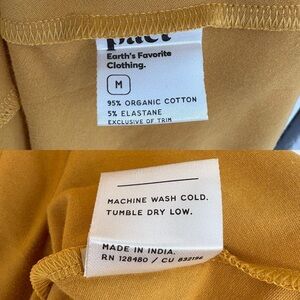 pact
Earth's Favorite
Clothing.
M
95% ORGANIC COTTON
5% ELASTANE
EXCLUSIVE OF TRIM
MACHINE WASH COLD.
TUMBLE DRY LOW.
MADE IN INDIA.
RN 128480 / CU 832196